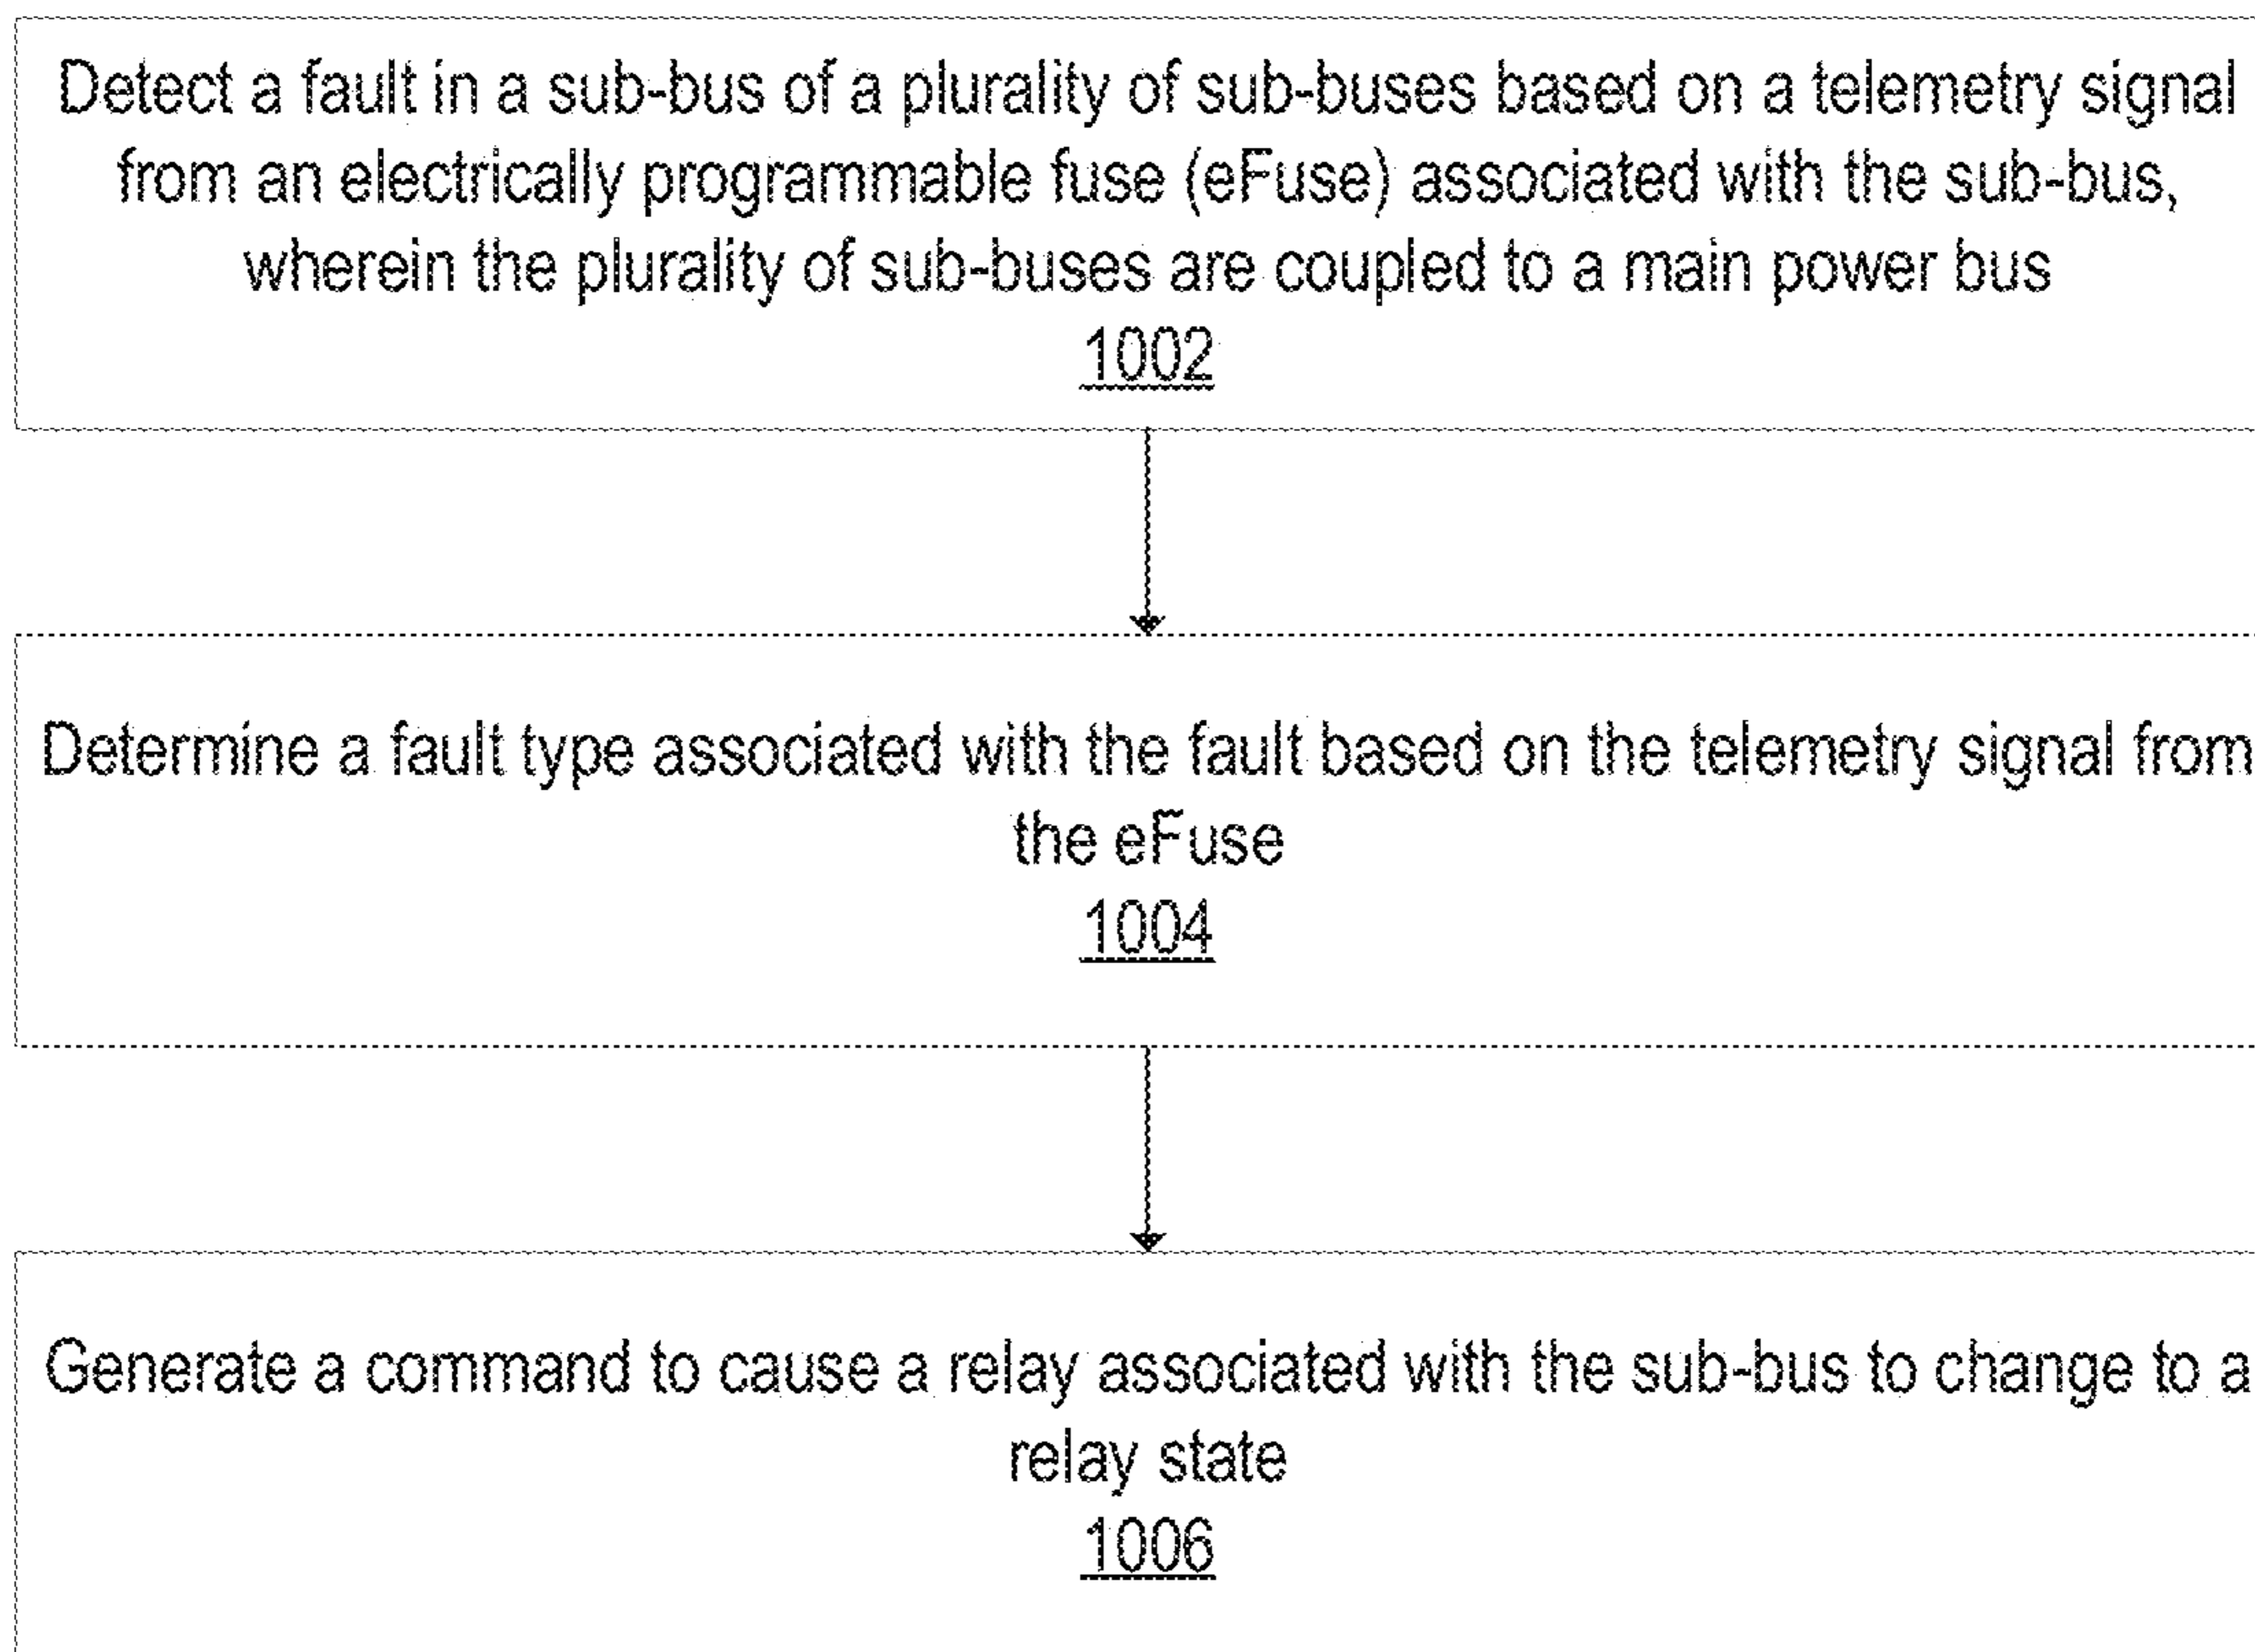 Detect a fault in a sub-bus of a plurality of sub-buses based on a telemetry signal
from an electrically programmable fuse (eFuse) associated with the sub-bus,
wherein the plurality of sub-buses are coupled to a main power bus
1002
Determine a fault type associated with the fault based on the telemetry signal from
the eFuse
1004
Generate a command to cause a relay associated with the sub-bus to change to a
relay state
1006